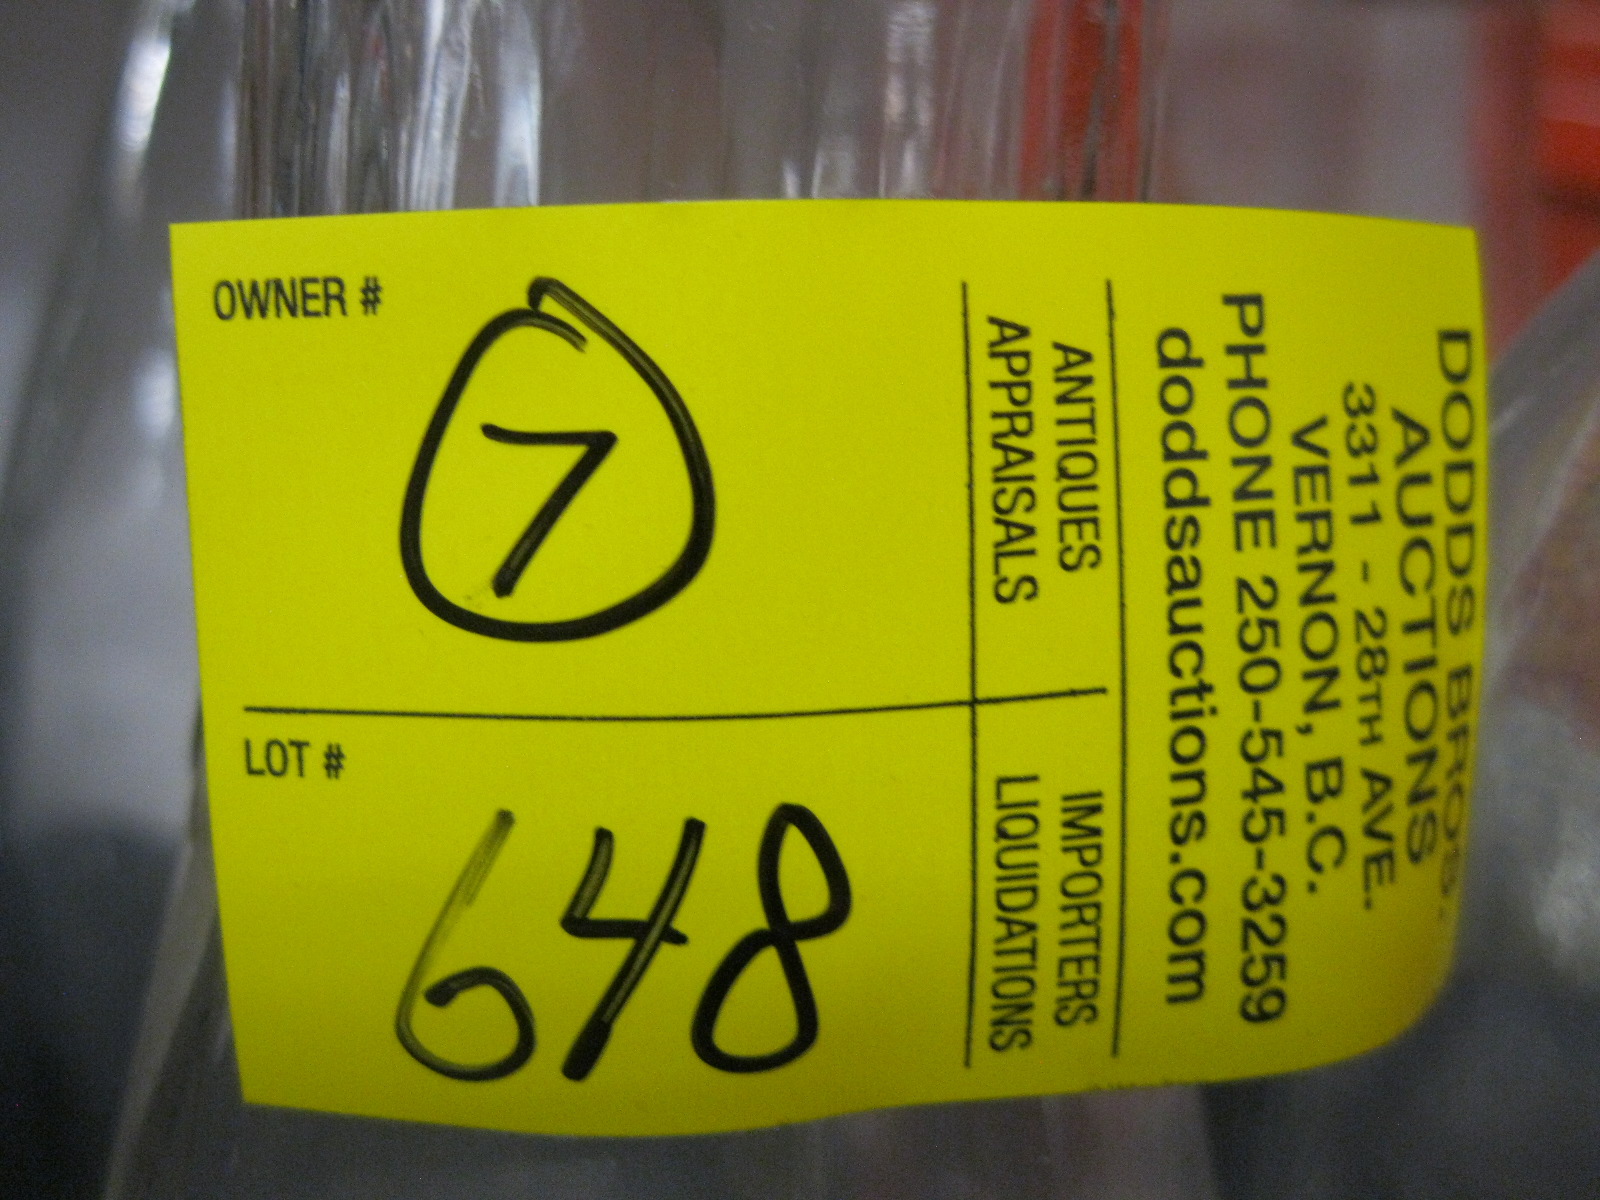 DODDS BROS.
AUCTIONS
3311 - 28TH AVE.
VERNON, B.C.
PHONE 250-545-3259
doddsauctions.com
ANTIQUES
APPRAISALS
IMPORTERS
LIQUIDATIONS
OWNER #
7
LOT #
648